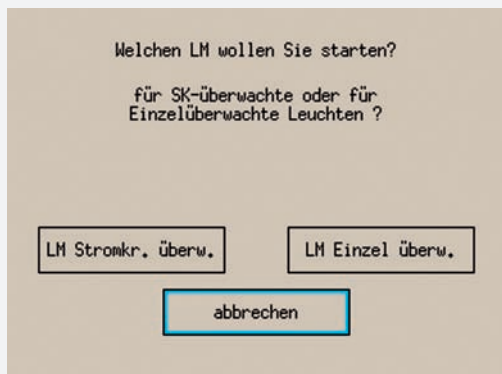 Welchen LM wollen Sie starten?
für SK-überwachte oder für
Einzelüberwachte Leuchten ?
LM Stromkr. überw.
LM Einzel überw.
abbrechen